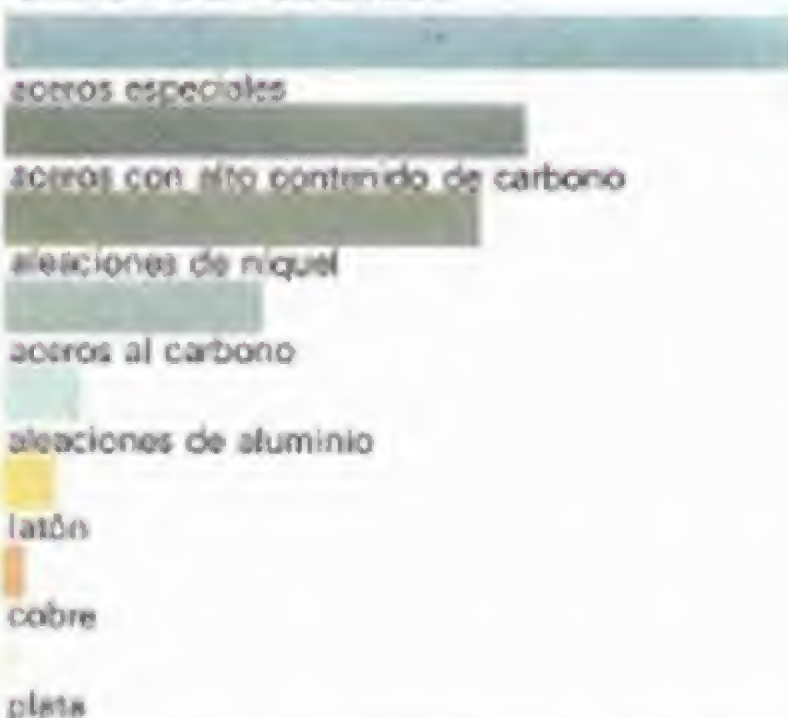 aceros especiales
aceros con alto contenido de carbono
aleaciones de niquel
aceros al carbono
aleaciones de aluminio
latón
cobre
plata